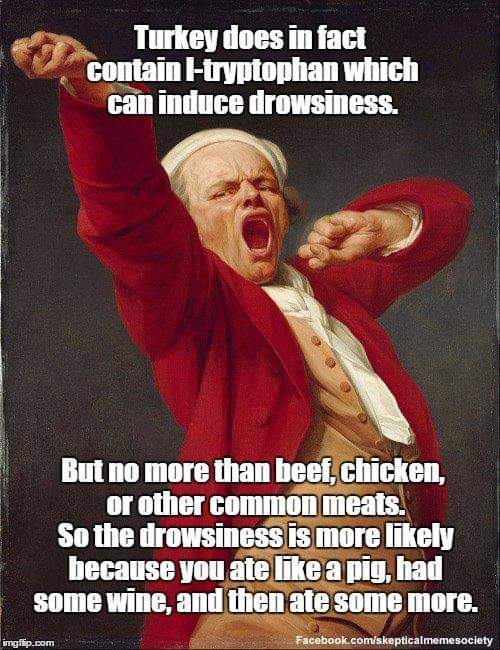 Turkey does in fact
contain l-tryptophan which
can induce drowsiness.
But no more than beef, chicken,
or other common meats.
So the drowsiness is more likely
because you ate like a pig, had
some wine, and then ate some more.
Facebook.com/skepticalmemesociety
imgflip.com